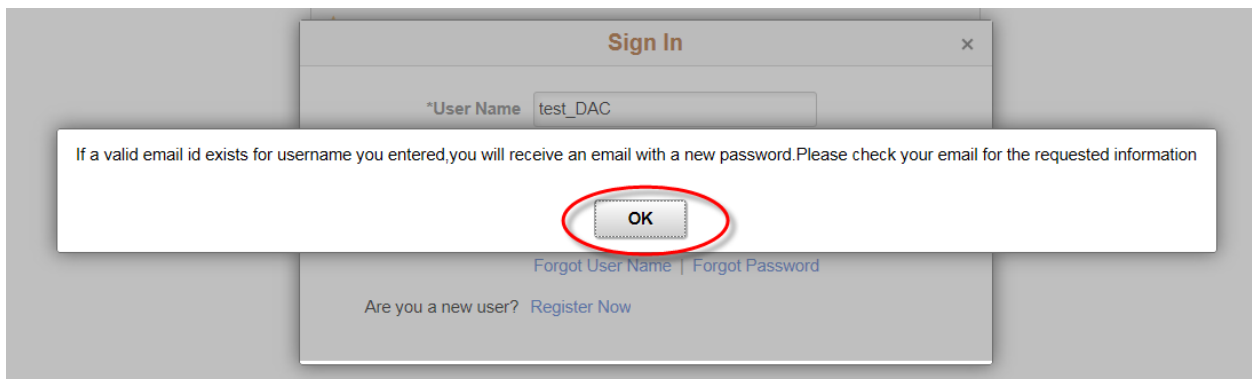 Sign In ×
*User Name test_DAC
If a valid email id exists for username you entered,you will receive an email with a new password.Please check your email for the requested information
OK
Forgot User Name | Forgot Password
Are you a new user? Register Now